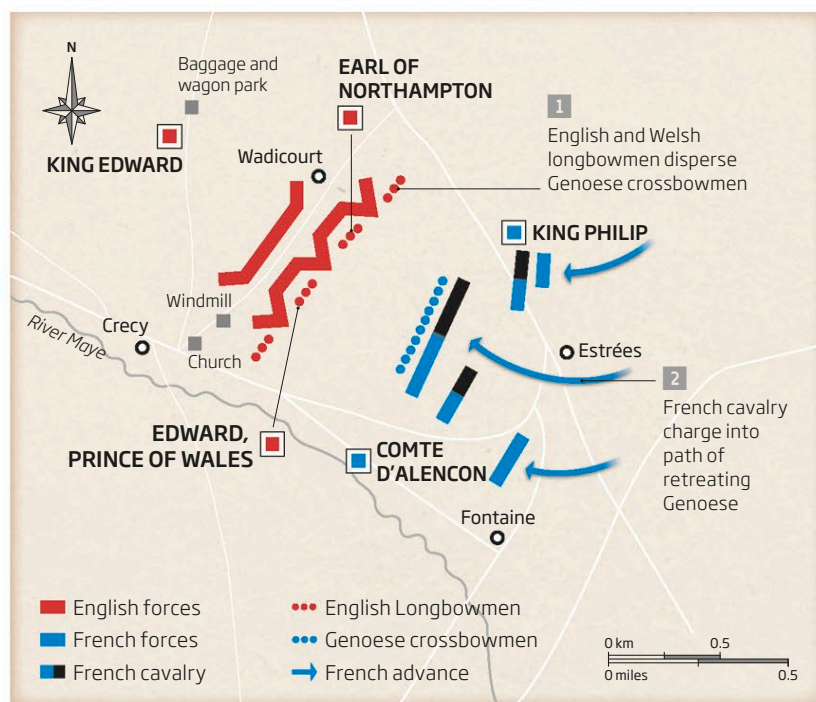 N
Baggage and
wagon park
KING EDWARD
EARL OF
NORTHAMPTON
Wadicourt
1
English and Welsh
longbowmen disperse
Genoese crossbowmen
KING PHILIP
Windmill
Crecy
River Maye
Church
Estrées
2
French cavalry
charge into
path of
retreating
Genoese
EDWARD,
PRINCE OF WALES
COMTE
D'ALENCON
Fontaine
English forces
French forces
French cavalry
English Longbowmen
Genoese crossbowmen
French advance
0 km 0.5
0 miles 0.5